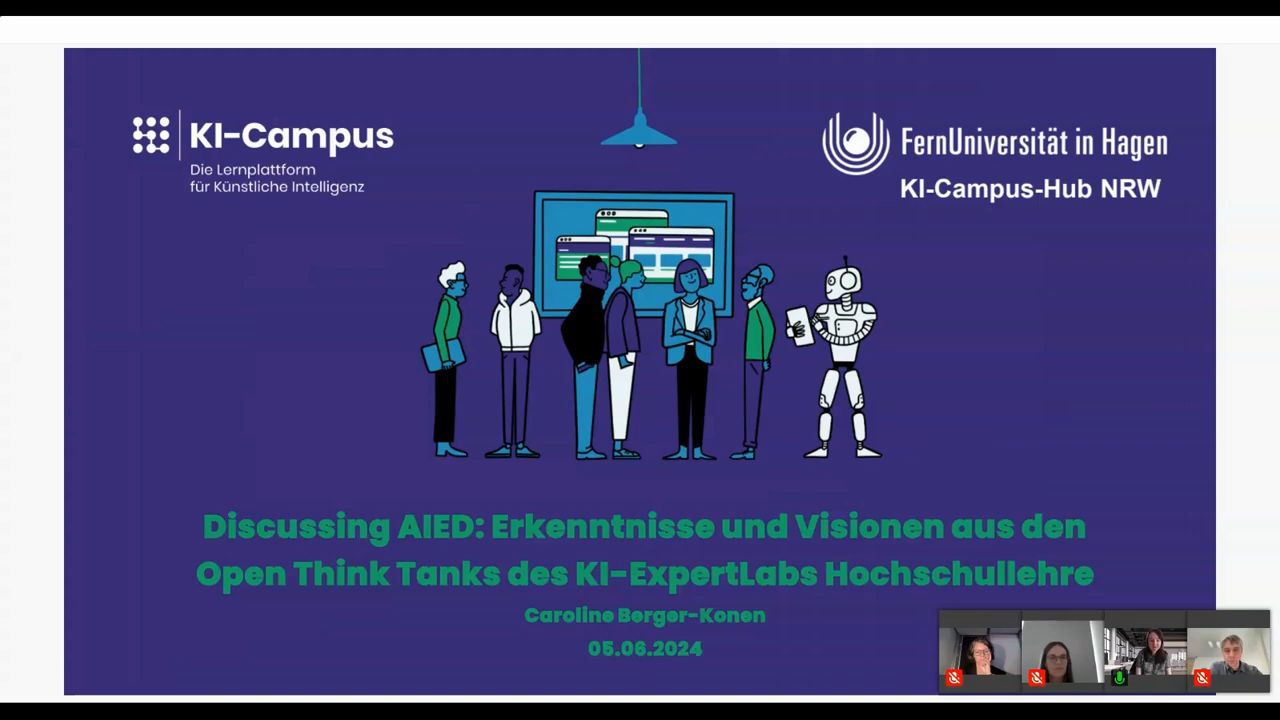 KI-Campus
Die Lernplattform
für Künstliche Intelligenz
FernUniversität in Hagen
KI-Campus-Hub NRW
Discussing AIED: Erkenntnisse und Visionen aus den
Open Think Tanks des KI-ExpertLabs Hochschullehre
Caroline Berger-Konen
05.06.2024